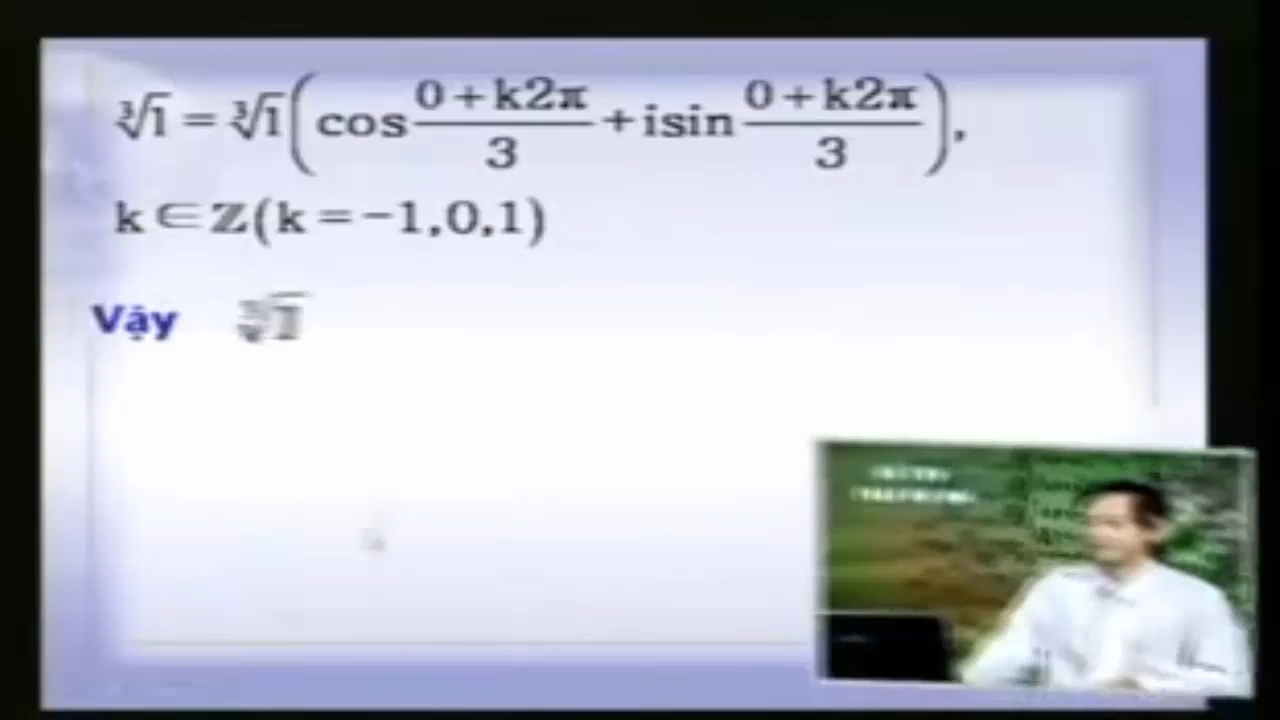 ∛1 = ∛1(cos (0 + k2π)/3 + isin (0 + k2π)/3),
k ∈ ℤ(k = −1,0,1)
Vậy ∛1